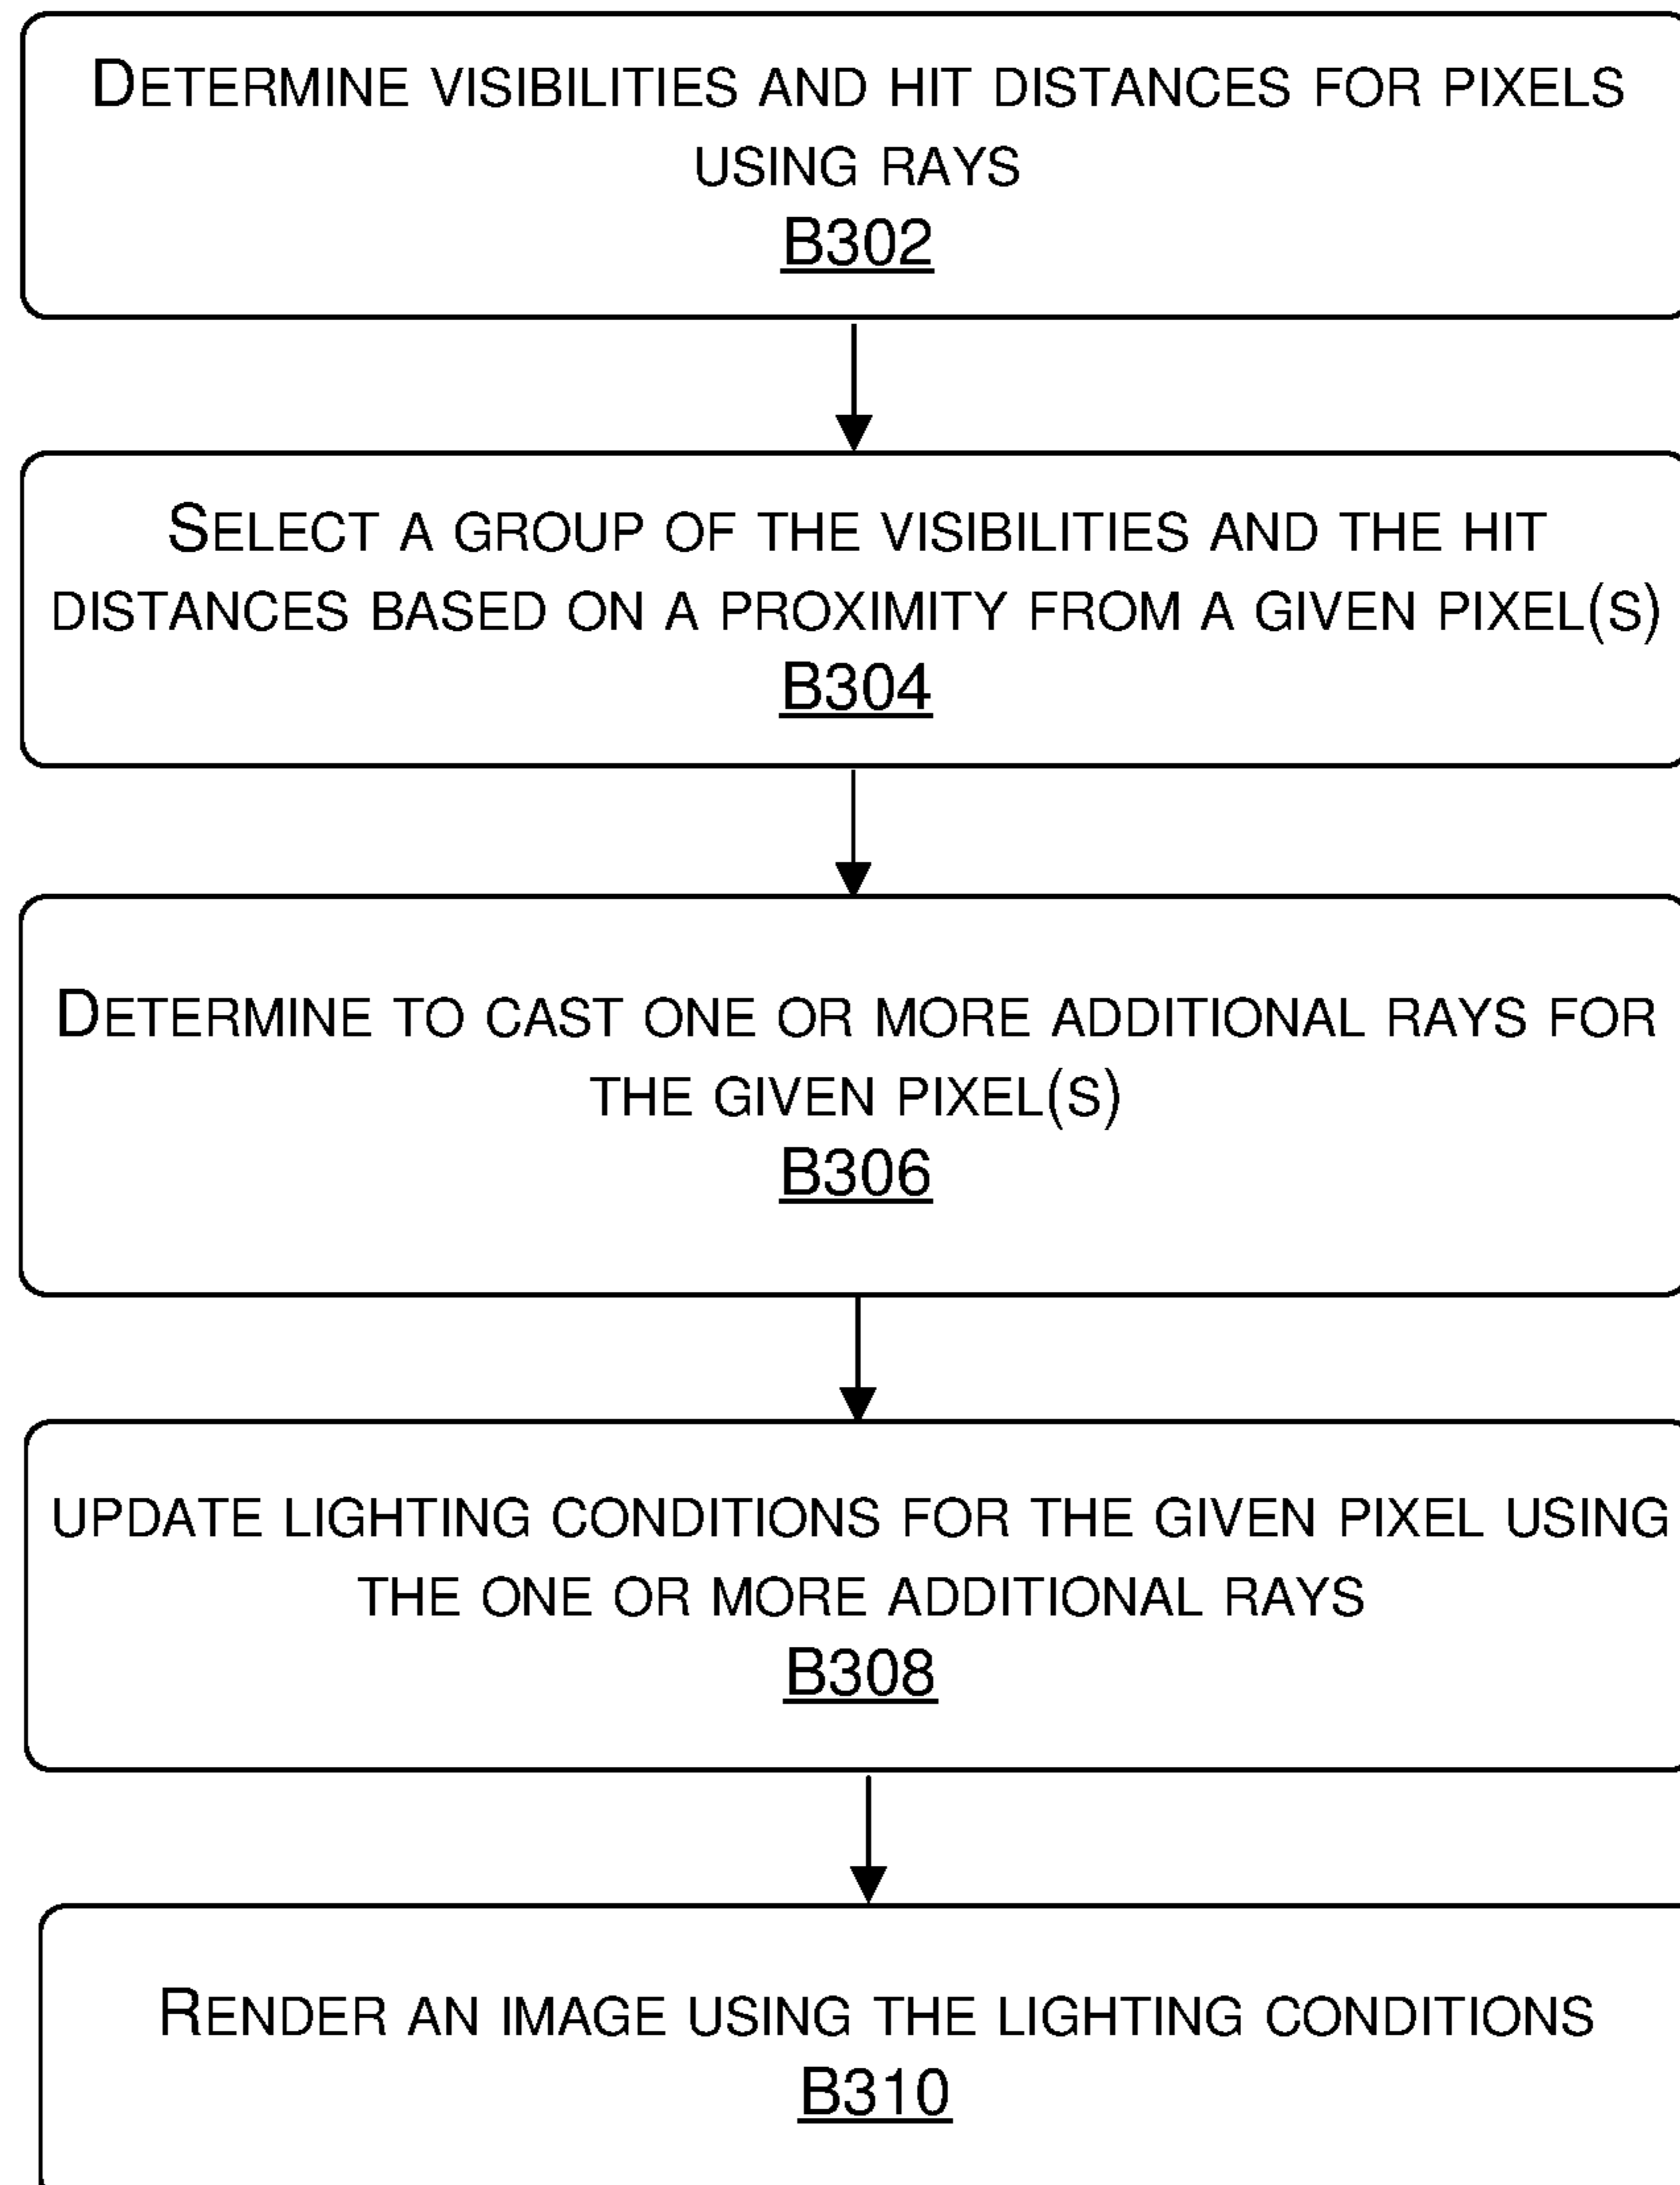 DETERMINE VISIBILITIES AND HIT DISTANCES FOR PIXELS
USING RAYS
B302
SELECT A GROUP OF THE VISIBILITIES AND THE HIT
DISTANCES BASED ON A PROXIMITY FROM A GIVEN PIXEL(S)
B304
DETERMINE TO CAST ONE OR MORE ADDITIONAL RAYS FOR
THE GIVEN PIXEL(S)
B306
UPDATE LIGHTING CONDITIONS FOR THE GIVEN PIXEL USING
THE ONE OR MORE ADDITIONAL RAYS
B308
RENDER AN IMAGE USING THE LIGHTING CONDITIONS
B310